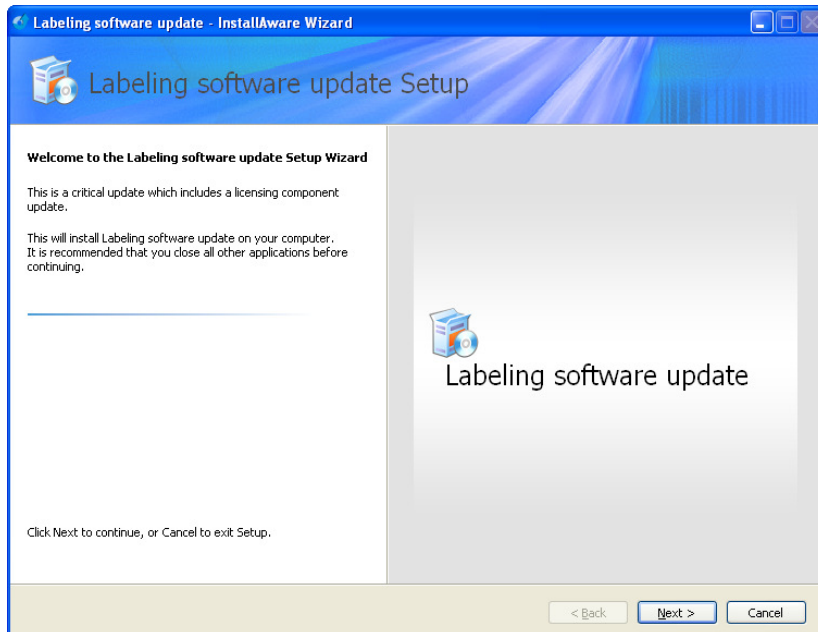 Labeling software update - InstallAware Wizard
Labeling software update Setup
Welcome to the Labeling software update Setup Wizard
This is a critical update which includes a licensing component
update.
This will install Labeling software update on your computer.
It is recommended that you close all other applications before
continuing.
Labeling software update
Click Next to continue, or Cancel to exit Setup.
< Back
Next >
Cancel